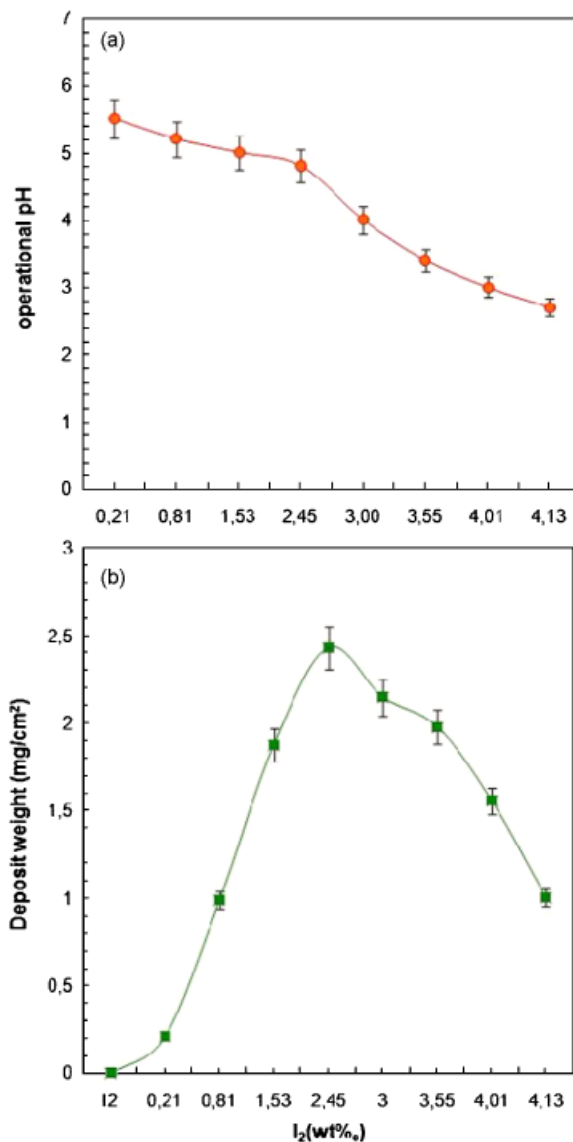 (a)
operational pH
7
6
5
4
3
2
1
0
0,21 0,81 1,53 2,45 3,00 3,55 4,01 4,13
(b)
Deposit weight (mg/cm²)
3
2,5
2
1,5
1
0,5
0
I2 0,21 0,81 1,53 2,45 3 3,55 4,01 4,13
I₂(wt‰)